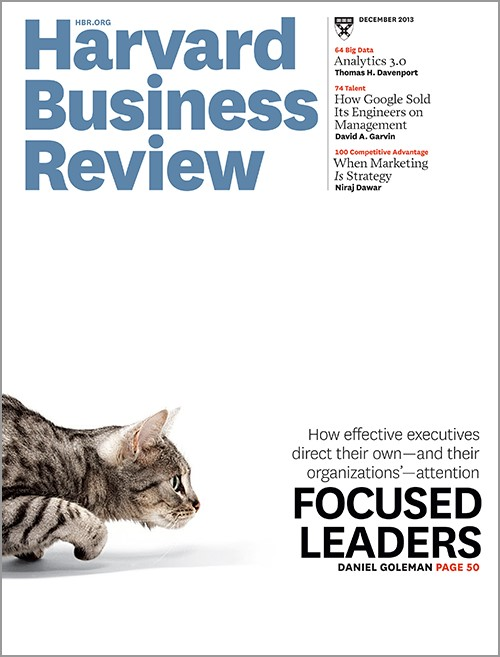 HBR.ORG
Harvard
Business
Review
DECEMBER 2013
64 Big Data
Analytics 3.0
Thomas H. Davenport
74 Talent
How Google Sold
Its Engineers on
Management
David A. Garvin
100 Competitive Advantage
When Marketing
Is Strategy
Niraj Dawar
How effective executives
direct their own—and their
organizations’—attention
FOCUSED
LEADERS
DANIEL GOLEMAN PAGE 50